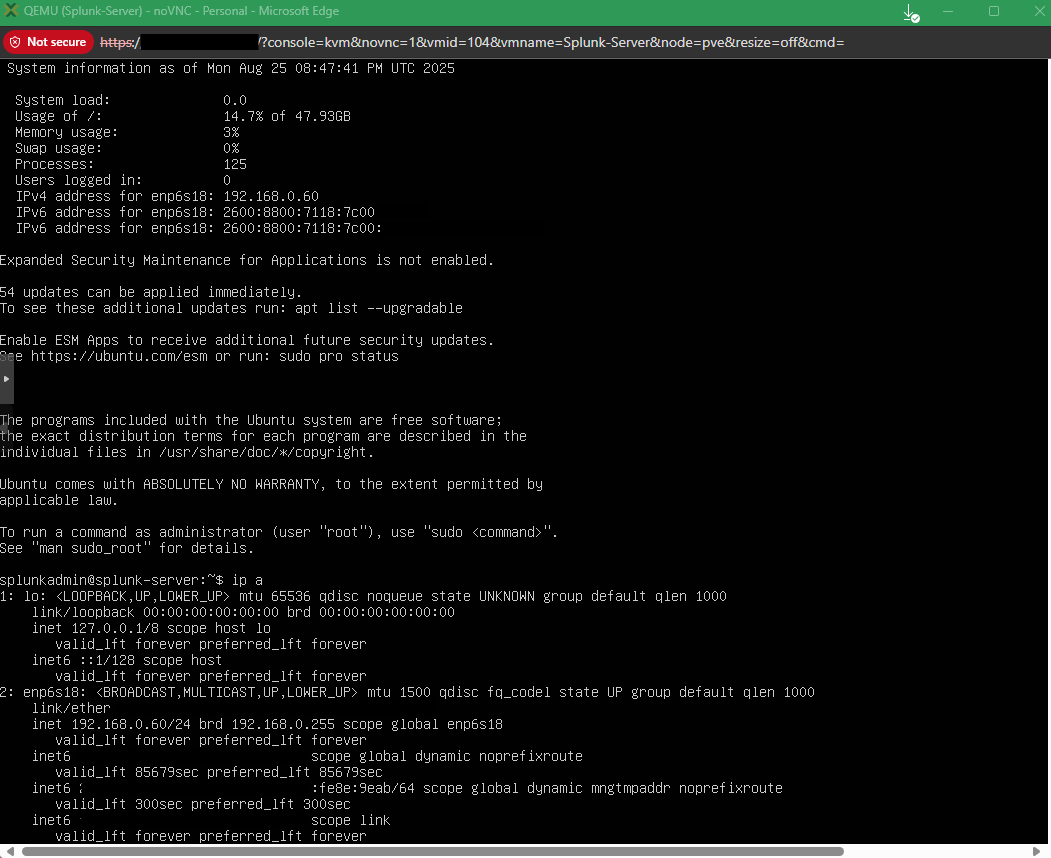 QEMU (Splunk-Server) - noVNC - Personal - Microsoft Edge
Not secure https:/ /?console=kvm&novnc=1&vmid=104&vmname=Splunk-Server&node=pve&resize=off&cmd=
System information as of Mon Aug 25 08:47:41 PM UTC 2025
System load: 0.0
Usage of /: 14.7% of 47.93GB
Memory usage: 3%
Swap usage: 0%
Processes: 125
Users logged in: 0
IPv4 address for enp6s18: 192.168.0.60
IPv6 address for enp6s18: 2600:8800:7118:7c00
IPv6 address for enp6s18: 2600:8800:7118:7c00:
Expanded Security Maintenance for Applications is not enabled.
54 updates can be applied immediately.
To see these additional updates run: apt list --upgradable
Enable ESM Apps to receive additional future security updates.
See https://ubuntu.com/esm or run: sudo pro status
The programs included with the Ubuntu system are free software;
the exact distribution terms for each program are described in the
individual files in /usr/share/doc/*/copyright.
Ubuntu comes with ABSOLUTELY NO WARRANTY, to the extent permitted by
applicable law.
To run a command as administrator (user "root"), use "sudo <command>".
See "man sudo_root" for details.
splunkadmin@splunk-server:~$ ip a
1: lo: <LOOPBACK,UP,LOWER_UP> mtu 65536 qdisc noqueue state UNKNOWN group default qlen 1000
link/loopback 00:00:00:00:00:00 brd 00:00:00:00:00:00
inet 127.0.0.1/8 scope host lo
valid_lft forever preferred_lft forever
inet6 ::1/128 scope host
valid_lft forever preferred_lft forever
2: enp6s18: <BROADCAST,MULTICAST,UP,LOWER_UP> mtu 1500 qdisc fq_codel state UP group default qlen 1000
link/ether
inet 192.168.0.60/24 brd 192.168.0.255 scope global enp6s18
valid_lft forever preferred_lft forever
inet6 scope global dynamic noprefixroute
valid_lft 85679sec preferred_lft 85679sec
inet6 :fe8e:9eab/64 scope global dynamic mngtmpaddr noprefixroute
valid_lft 300sec preferred_lft 300sec
inet6 scope link
valid_lft forever preferred_lft forever